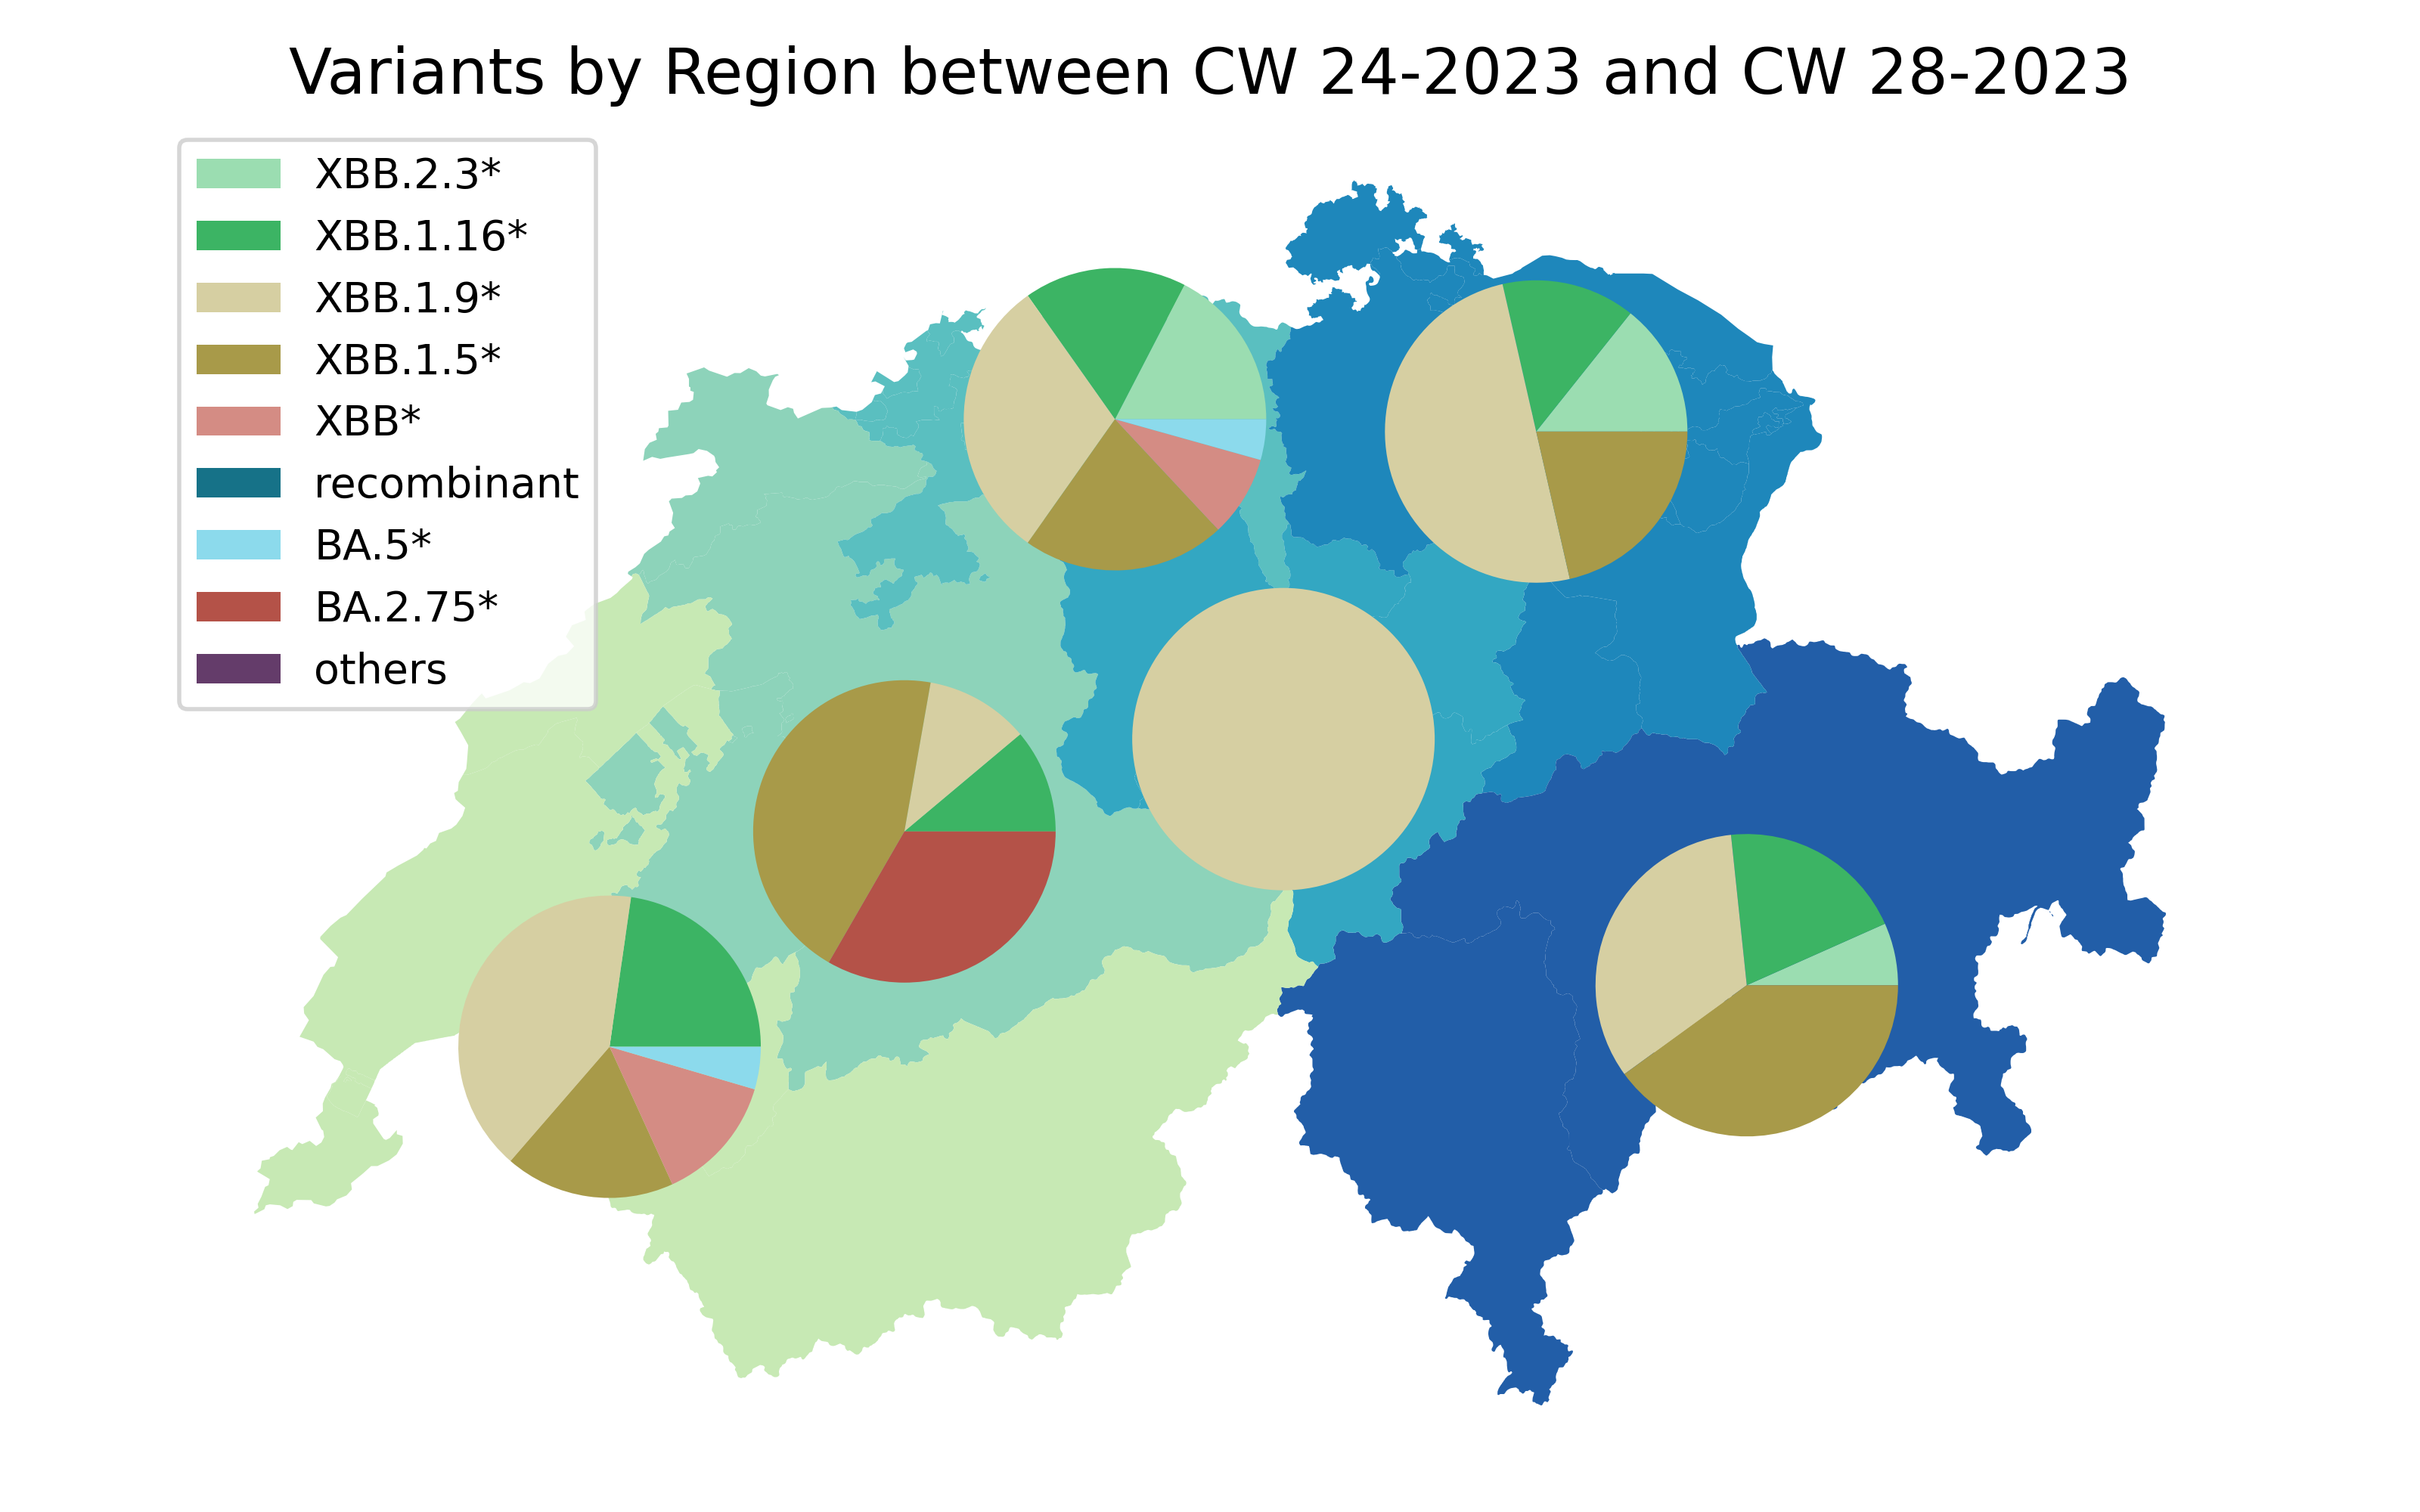 Variants by Region between CW 24-2023 and CW 28-2023
XBB.2.3*
XBB.1.16*
XBB.1.9*
XBB.1.5*
XBB*
recombinant
BA.5*
BA.2.75*
others